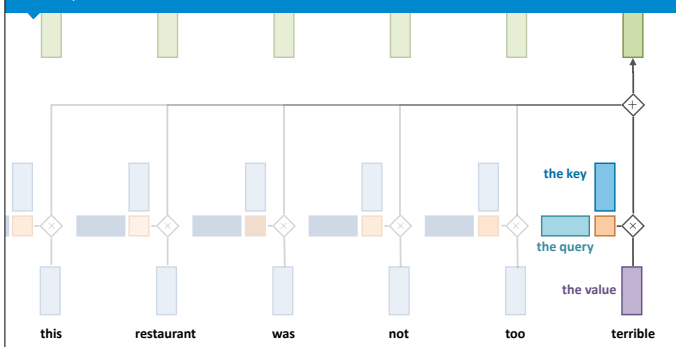 the key
the query
the value
this restaurant was not too terrible